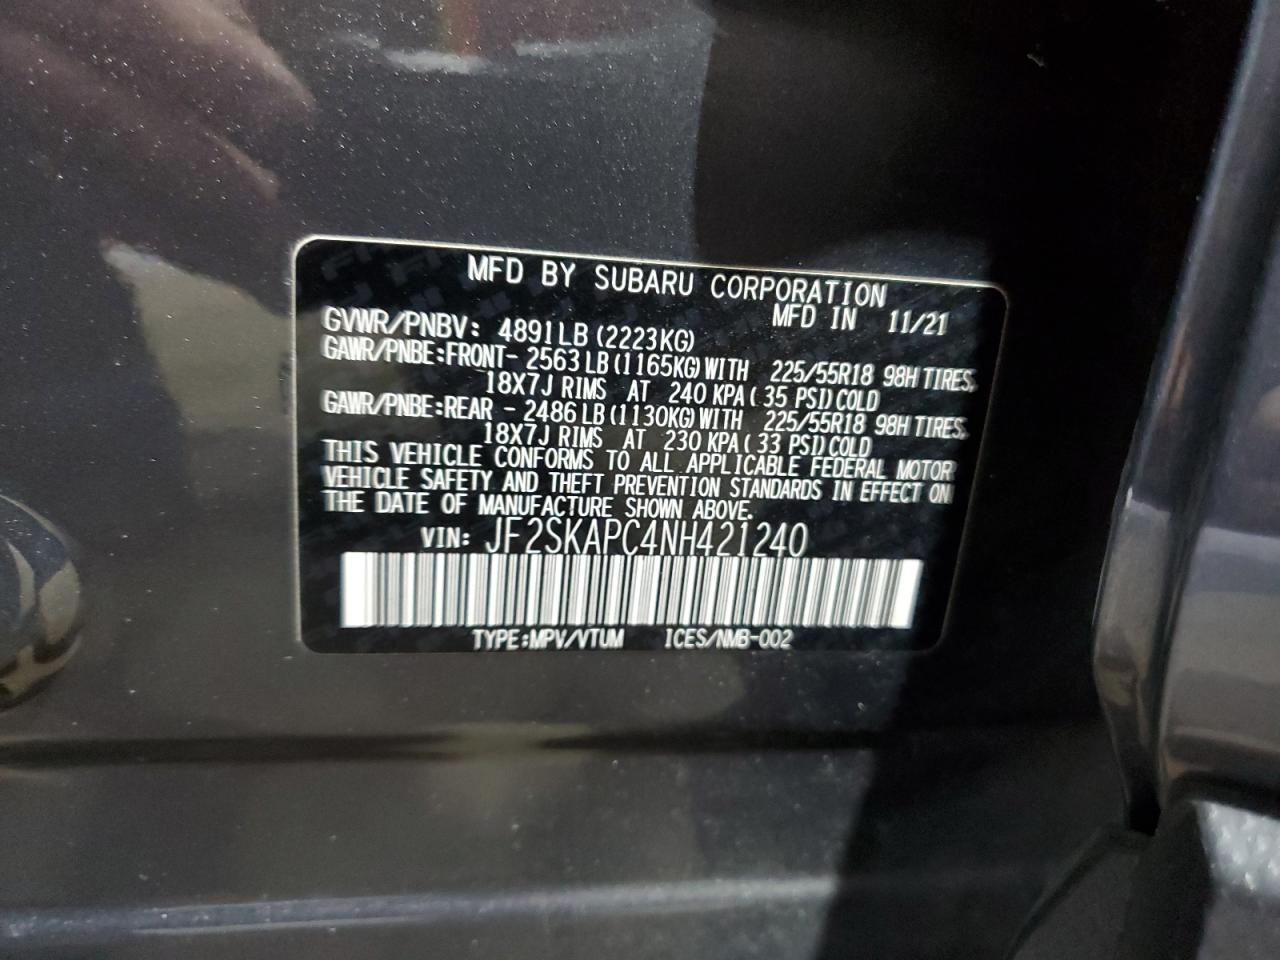 MFD BY SUBARU CORPORATION
MFD IN 11/21
GVWR/PNBV: 4891LB (2223KG)
GAWR/PNBE:FRONT- 2563 LB (1165KG) WITH 225/55R18 98H TIRES,
18X7J RIMS AT 240 KPA ( 35 PSI) COLD
GAWR/PNBE:REAR - 2486 LB (1130KG) WITH 225/55R18 98H TIRES,
18X7J RIMS AT 230 KPA ( 33 PSI) COLD
THIS VEHICLE CONFORMS TO ALL APPLICABLE FEDERAL MOTOR
VEHICLE SAFETY AND THEFT PREVENTION STANDARDS IN EFFECT ON
THE DATE OF MANUFACTURE SHOWN ABOVE.
VIN: JF2SKAPC4NH421240
TYPE:MPV/VTUM ICES/NMB-002